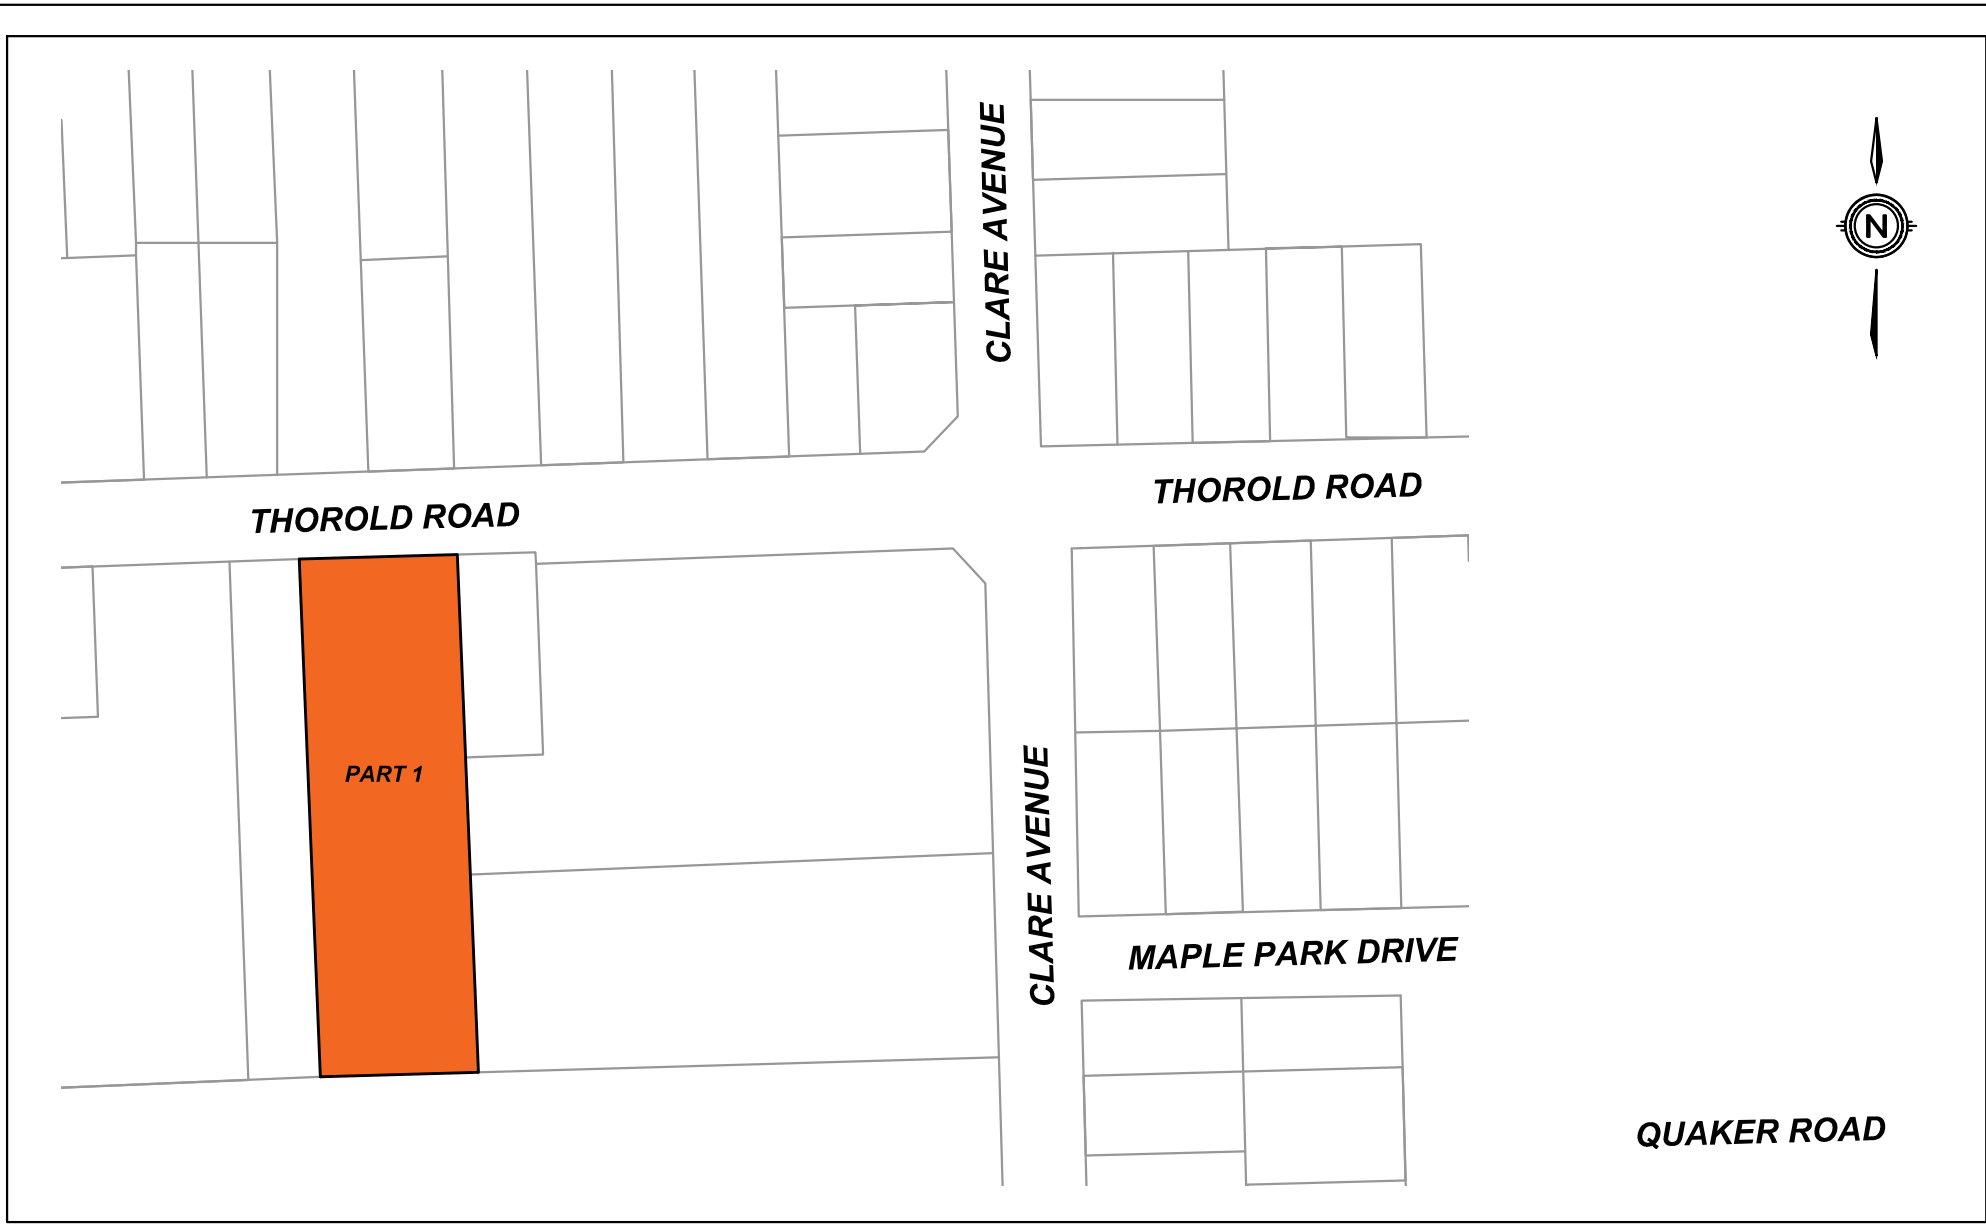 CLARE AVENUE
N
THOROLD ROAD
THOROLD ROAD
PART 1
CLARE AVENUE
MAPLE PARK DRIVE
QUAKER ROAD